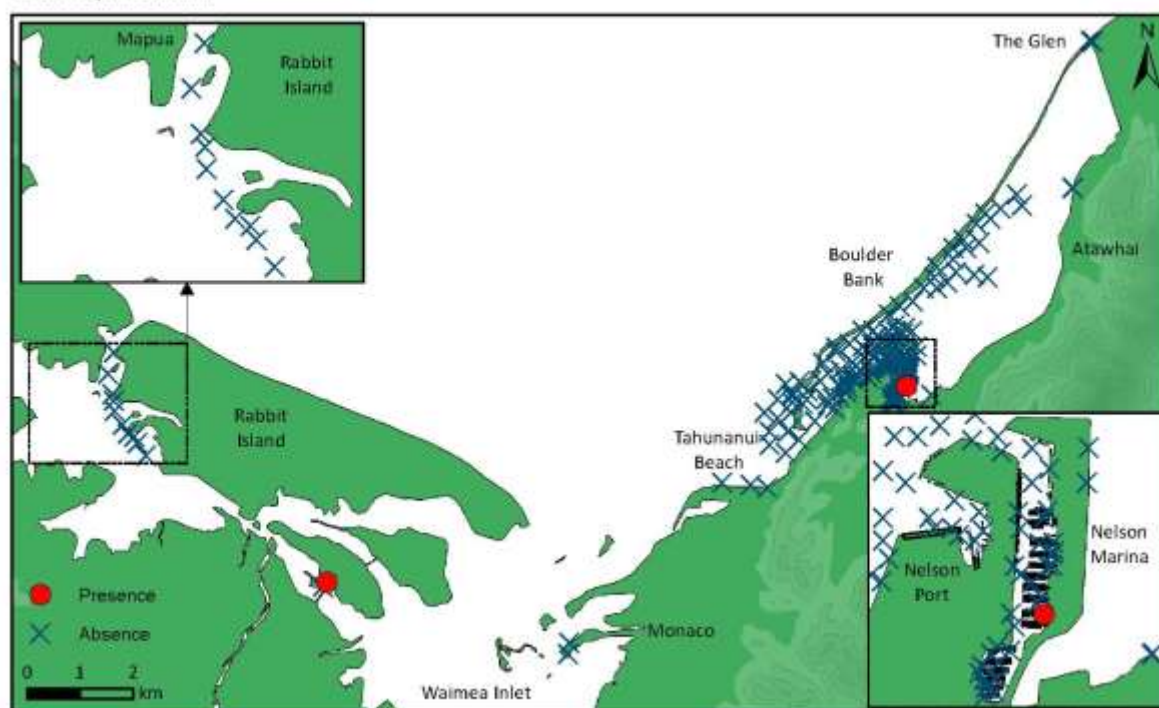 Mapua
Rabbit
Island
The Glen
N
Boulder
Bank
Atawhai
Rabbit
Island
Tahunanui
Beach
Nelson
Marina
Nelson
Port
Presence
Absence
Monaco
0 1 2
km
Waimea Inlet